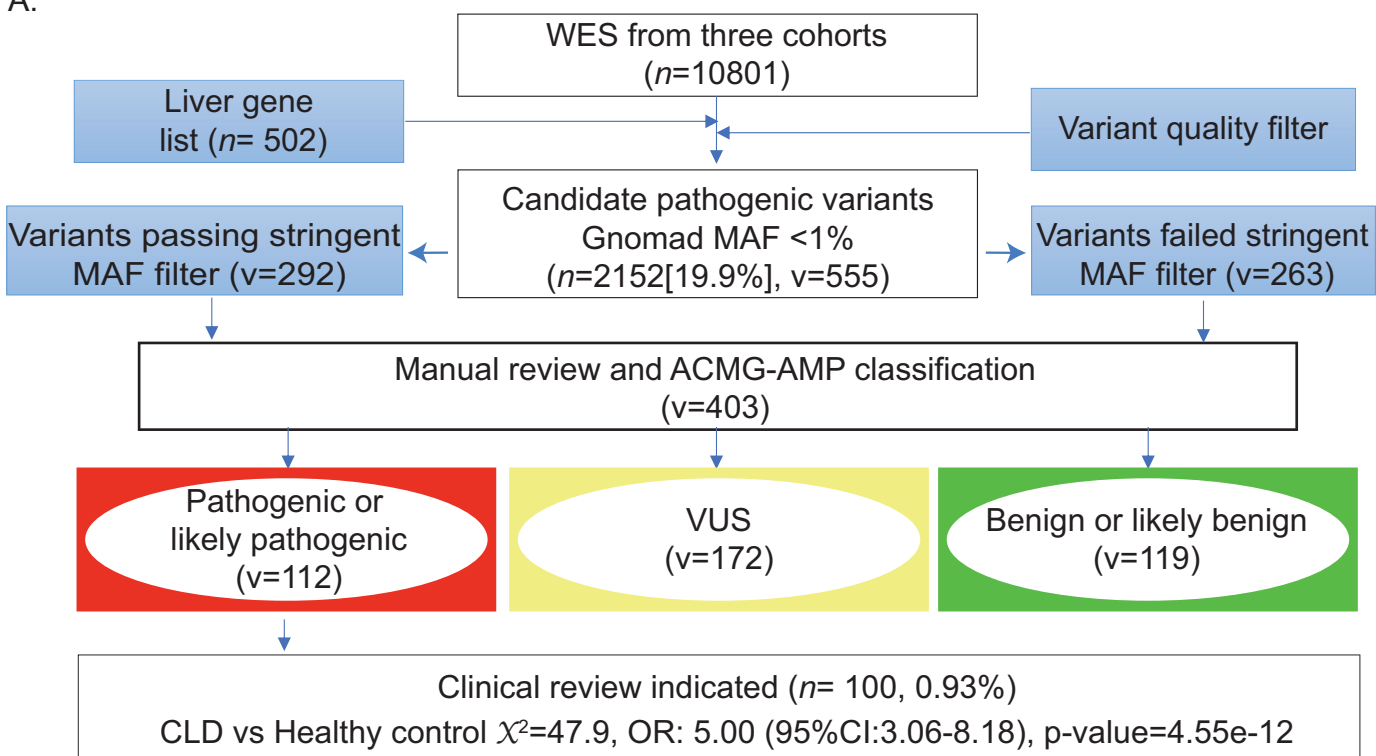 A.
WES from three cohorts
(n=10801)
Liver gene
list (n= 502)
Variant quality filter
Candidate pathogenic variants
Gnomad MAF <1%
(n=2152[19.9%], v=555)
Variants passing stringent
MAF filter (v=292)
Variants failed stringent
MAF filter (v=263)
Manual review and ACMG-AMP classification
(v=403)
Pathogenic or
likely pathogenic
(v=112)
VUS
(v=172)
Benign or likely benign
(v=119)
Clinical review indicated (n= 100, 0.93%)
CLD vs Healthy control 𝒳²=47.9, OR: 5.00 (95%CI:3.06-8.18), p-value=4.55e-12